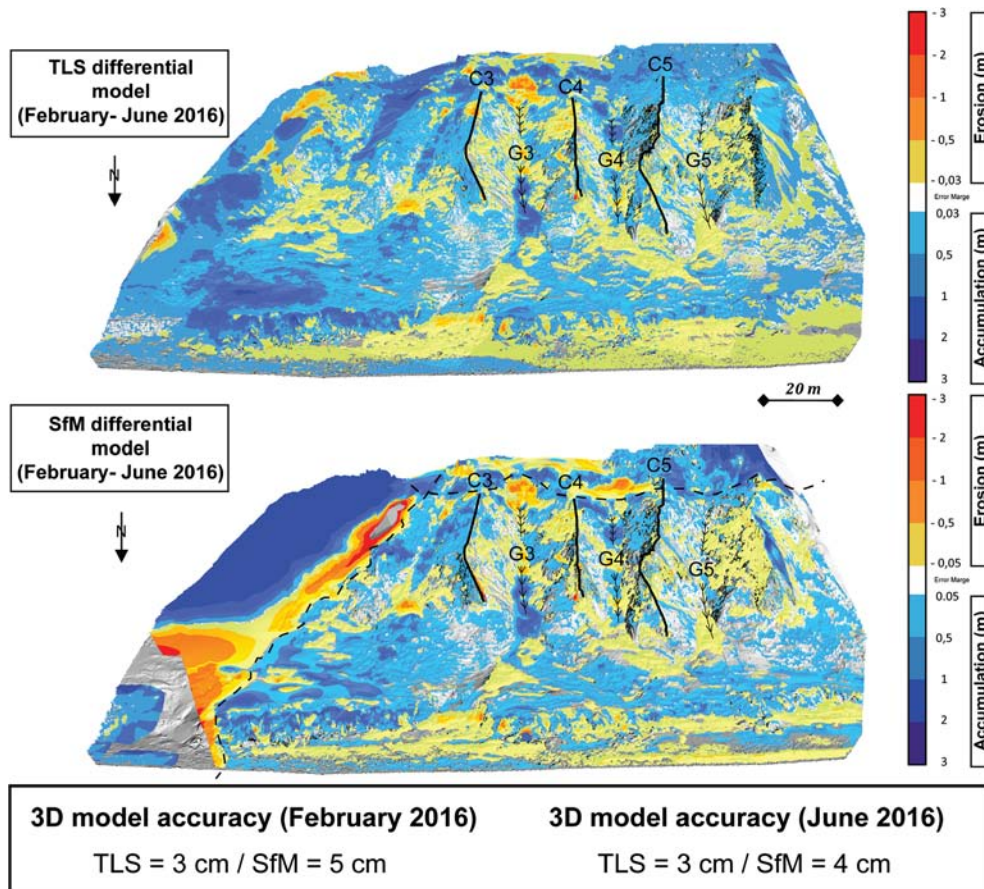 TLS differential
model
(February- June 2016)
N
C3
C4
C5
G3
G4
G5
- 3
- 2
- 1
- 0,5
- 0,03
Error Marge
0,03
0,5
1
2
3
Erosion (m)
Accumulation (m)
20 m
SfM differential
model
(February- June 2016)
N
C3
C4
C5
G3
G4
G5
- 3
- 2
- 1
- 0,5
- 0,05
Error Marge
0.05
0,5
1
2
3
Erosion (m)
Accumulation (m)
3D model accuracy (February 2016)
TLS = 3 cm / SfM = 5 cm
3D model accuracy (June 2016)
TLS = 3 cm / SfM = 4 cm